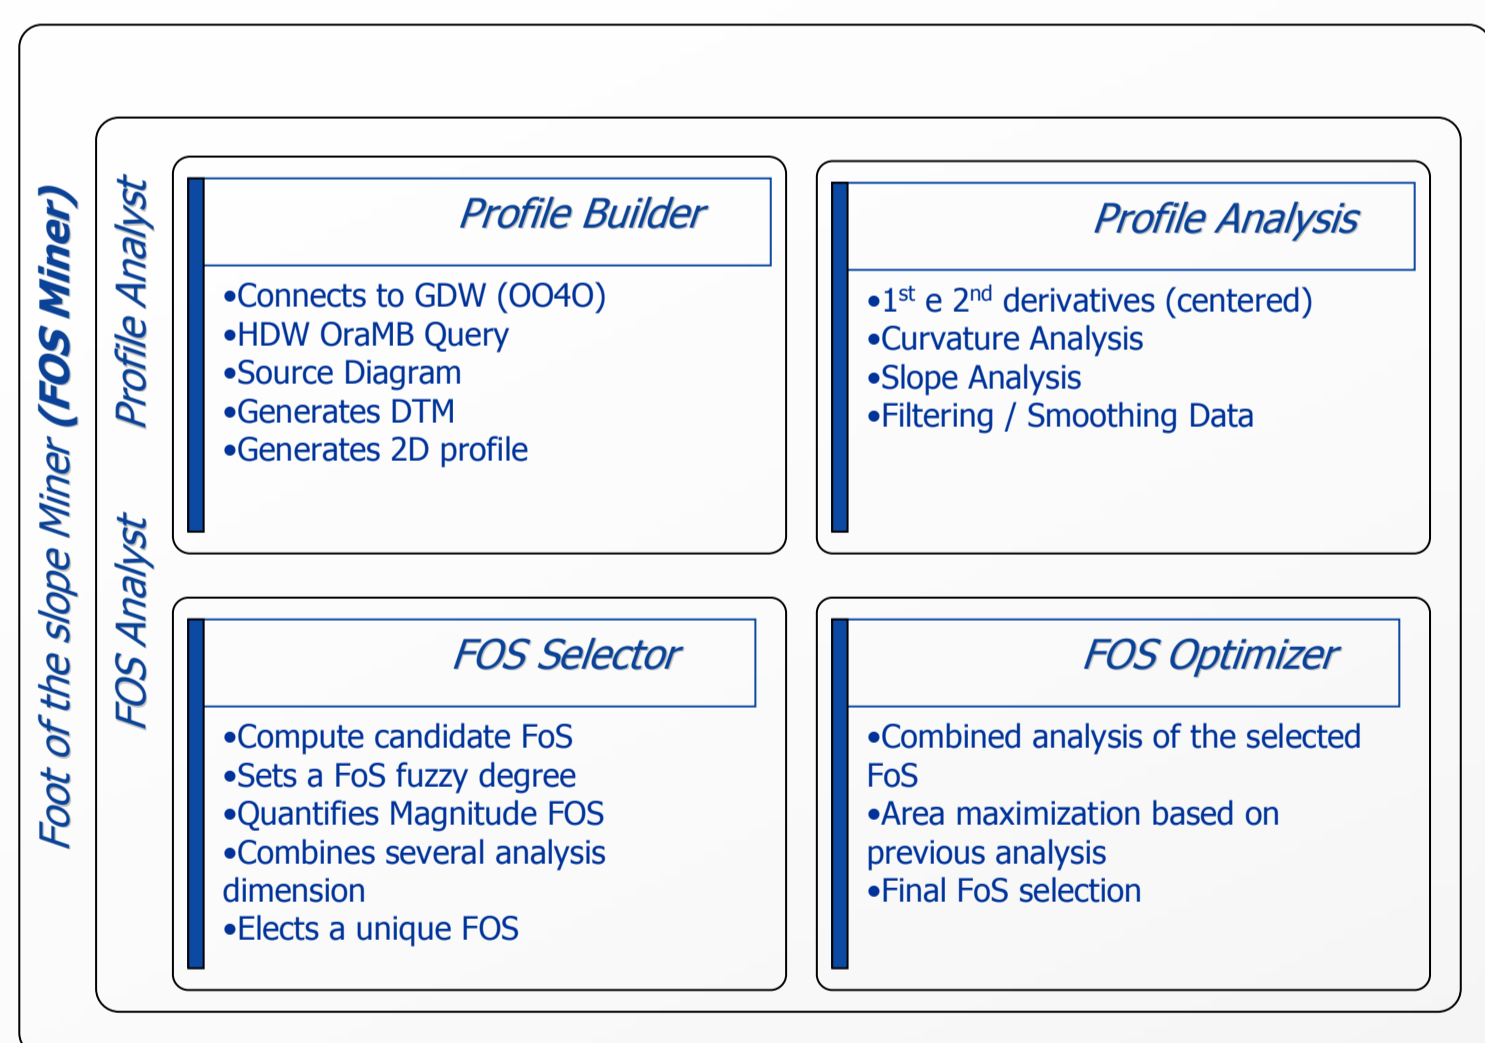 Foot of the slope Miner (FOS Miner)
Profile Analyst
FOS Analyst
Profile Builder
•Connects to GDW (OO4O)
•HDW OraMB Query
•Source Diagram
•Generates DTM
•Generates 2D profile
Profile Analysis
•1st e 2nd derivatives (centered)
•Curvature Analysis
•Slope Analysis
•Filtering / Smoothing Data
FOS Selector
•Compute candidate FoS
•Sets a FoS fuzzy degree
•Quantifies Magnitude FOS
•Combines several analysis
dimension
•Elects a unique FOS
FOS Optimizer
•Combined analysis of the selected
FoS
•Area maximization based on
previous analysis
•Final FoS selection